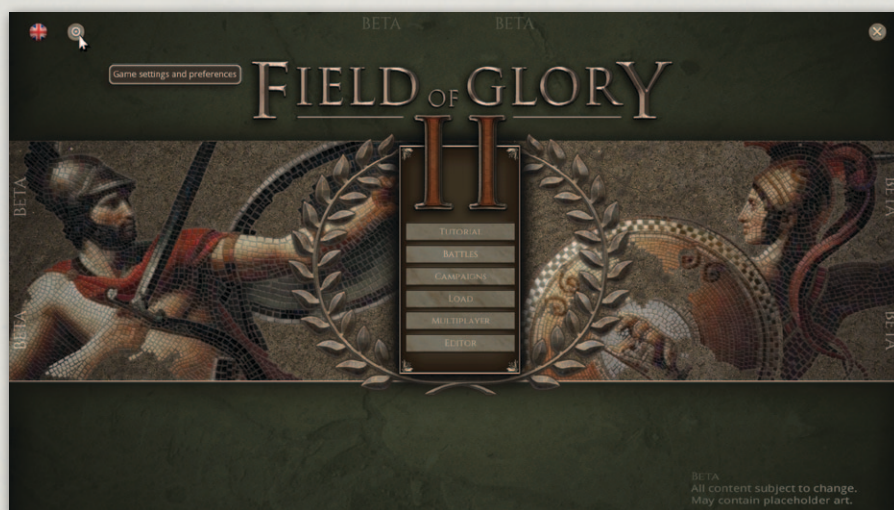 BETA
BETA
Game settings and preferences
FIELD OF GLORY
II
BETA
BETA
TUTORIAL
BATTLES
CAMPAIGNS
LOAD
MULTIPLAYER
EDITOR
BETA
BETA
BETA
All content subject to change.
May contain placeholder art.